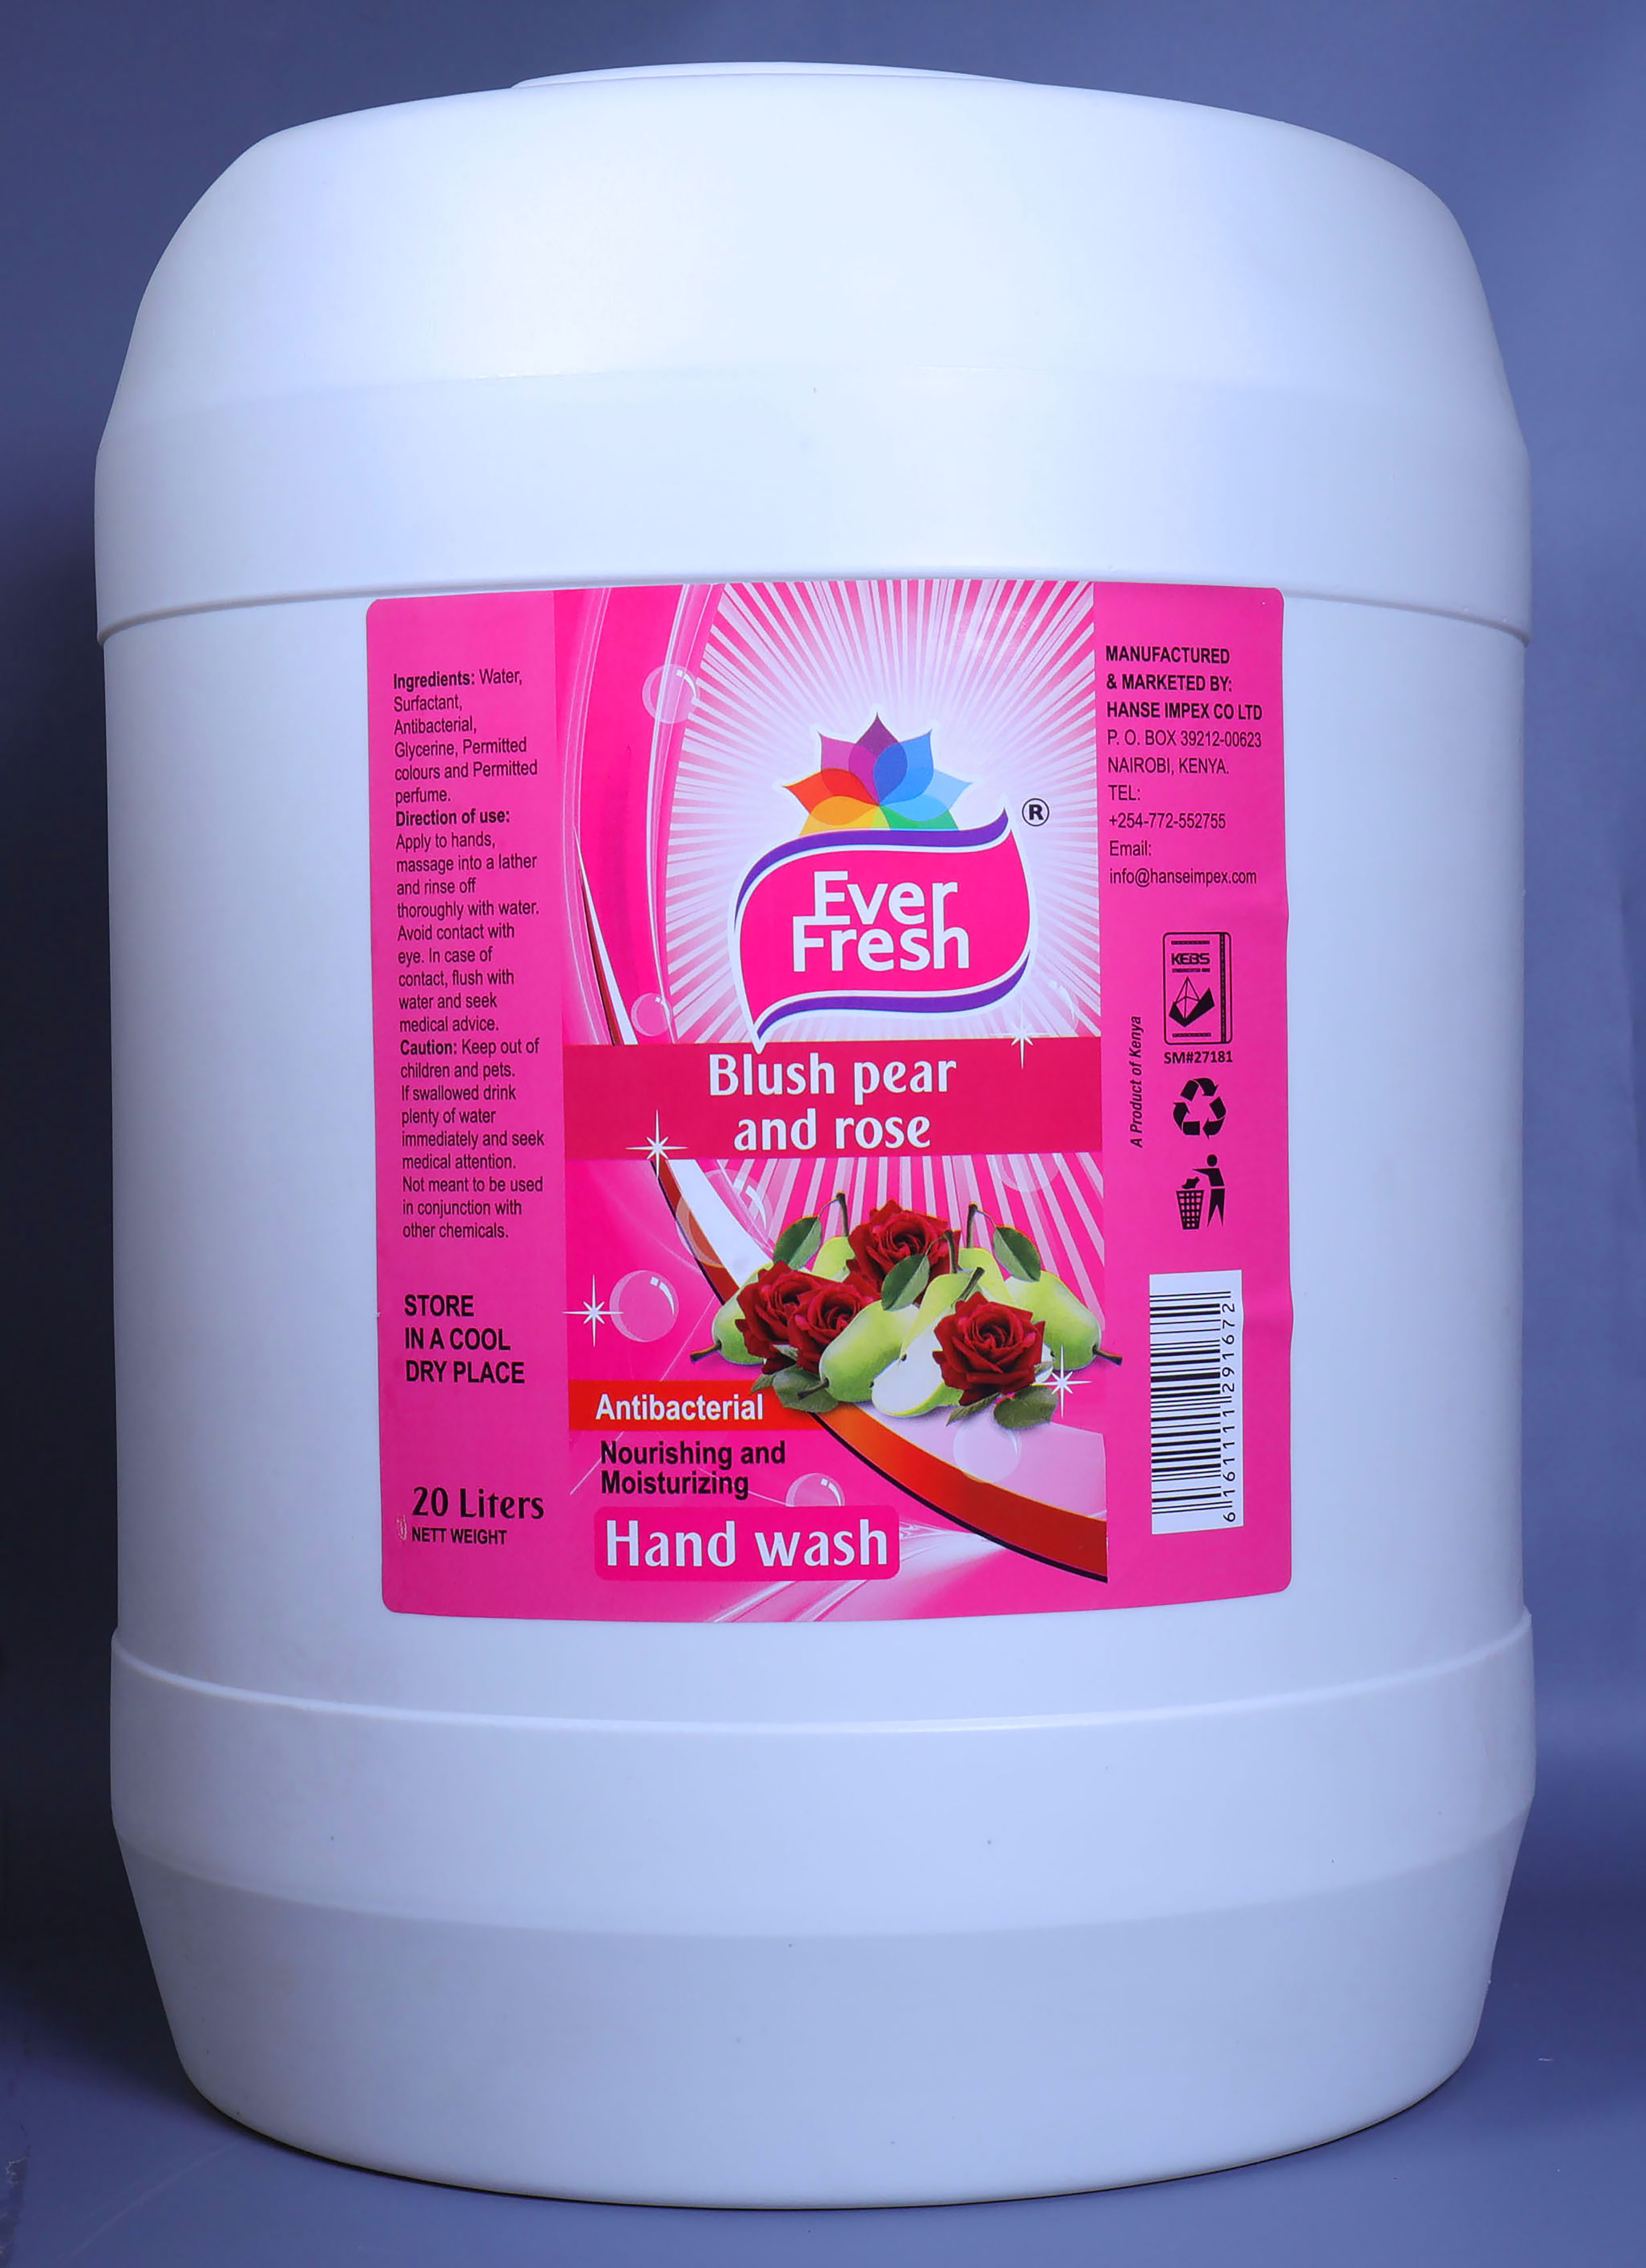 Ingredients: Water,
Surfactant,
Antibacterial,
Glycerine, Permitted
colours and Permitted
perfume.
Direction of use:
Apply to hands,
massage into a lather
and rinse off
thoroughly with water.
Avoid contact with
eye. In case of
contact, flush with
water and seek
medical advice.
Caution: Keep out of
children and pets.
If swallowed drink
plenty of water
immediately and seek
medical attention.
Not meant to be used
in conjunction with
other chemicals.
STORE
IN A COOL
DRY PLACE
20 Liters
NETT WEIGHT
®
Ever
Fresh
Blush pear
and rose
Antibacterial
Nourishing and
Moisturizing
Hand wash
MANUFACTURED
& MARKETED BY:
HANSE IMPEX CO LTD
P. O. BOX 39212-00623
NAIROBI, KENYA.
TEL:
+254-772-552755
Email:
info@hanseimpex.com
KEBS
SM#27181
A Product of Kenya
6 161111 291672